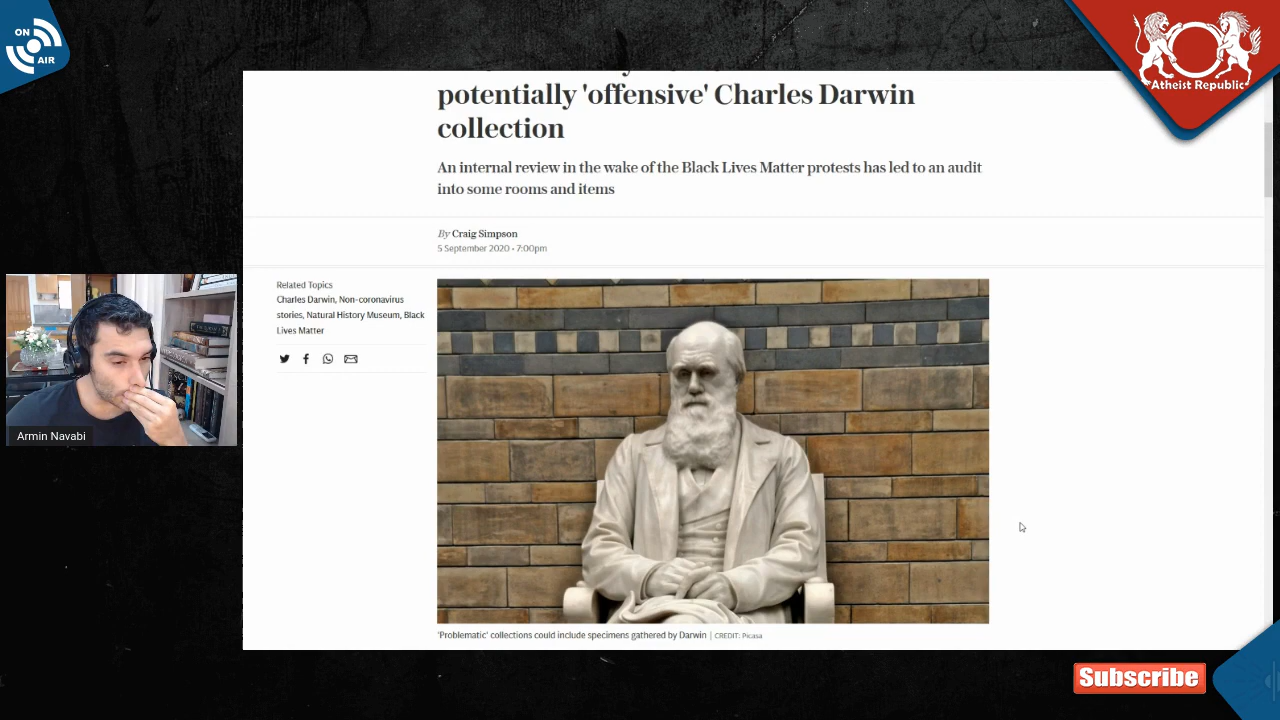 ON
AIR
Atheist Republic
potentially 'offensive' Charles Darwin
collection
An internal review in the wake of the Black Lives Matter protests has led to an audit
into some rooms and items
By Craig Simpson
5 September 2020 • 7:00pm
Related Topics
Charles Darwin, Non-coronavirus
stories, Natural History Museum, Black
Lives Matter
Armin Navabi
'Problematic' collections could include specimens gathered by Darwin | CREDIT: Picasa
Subscribe